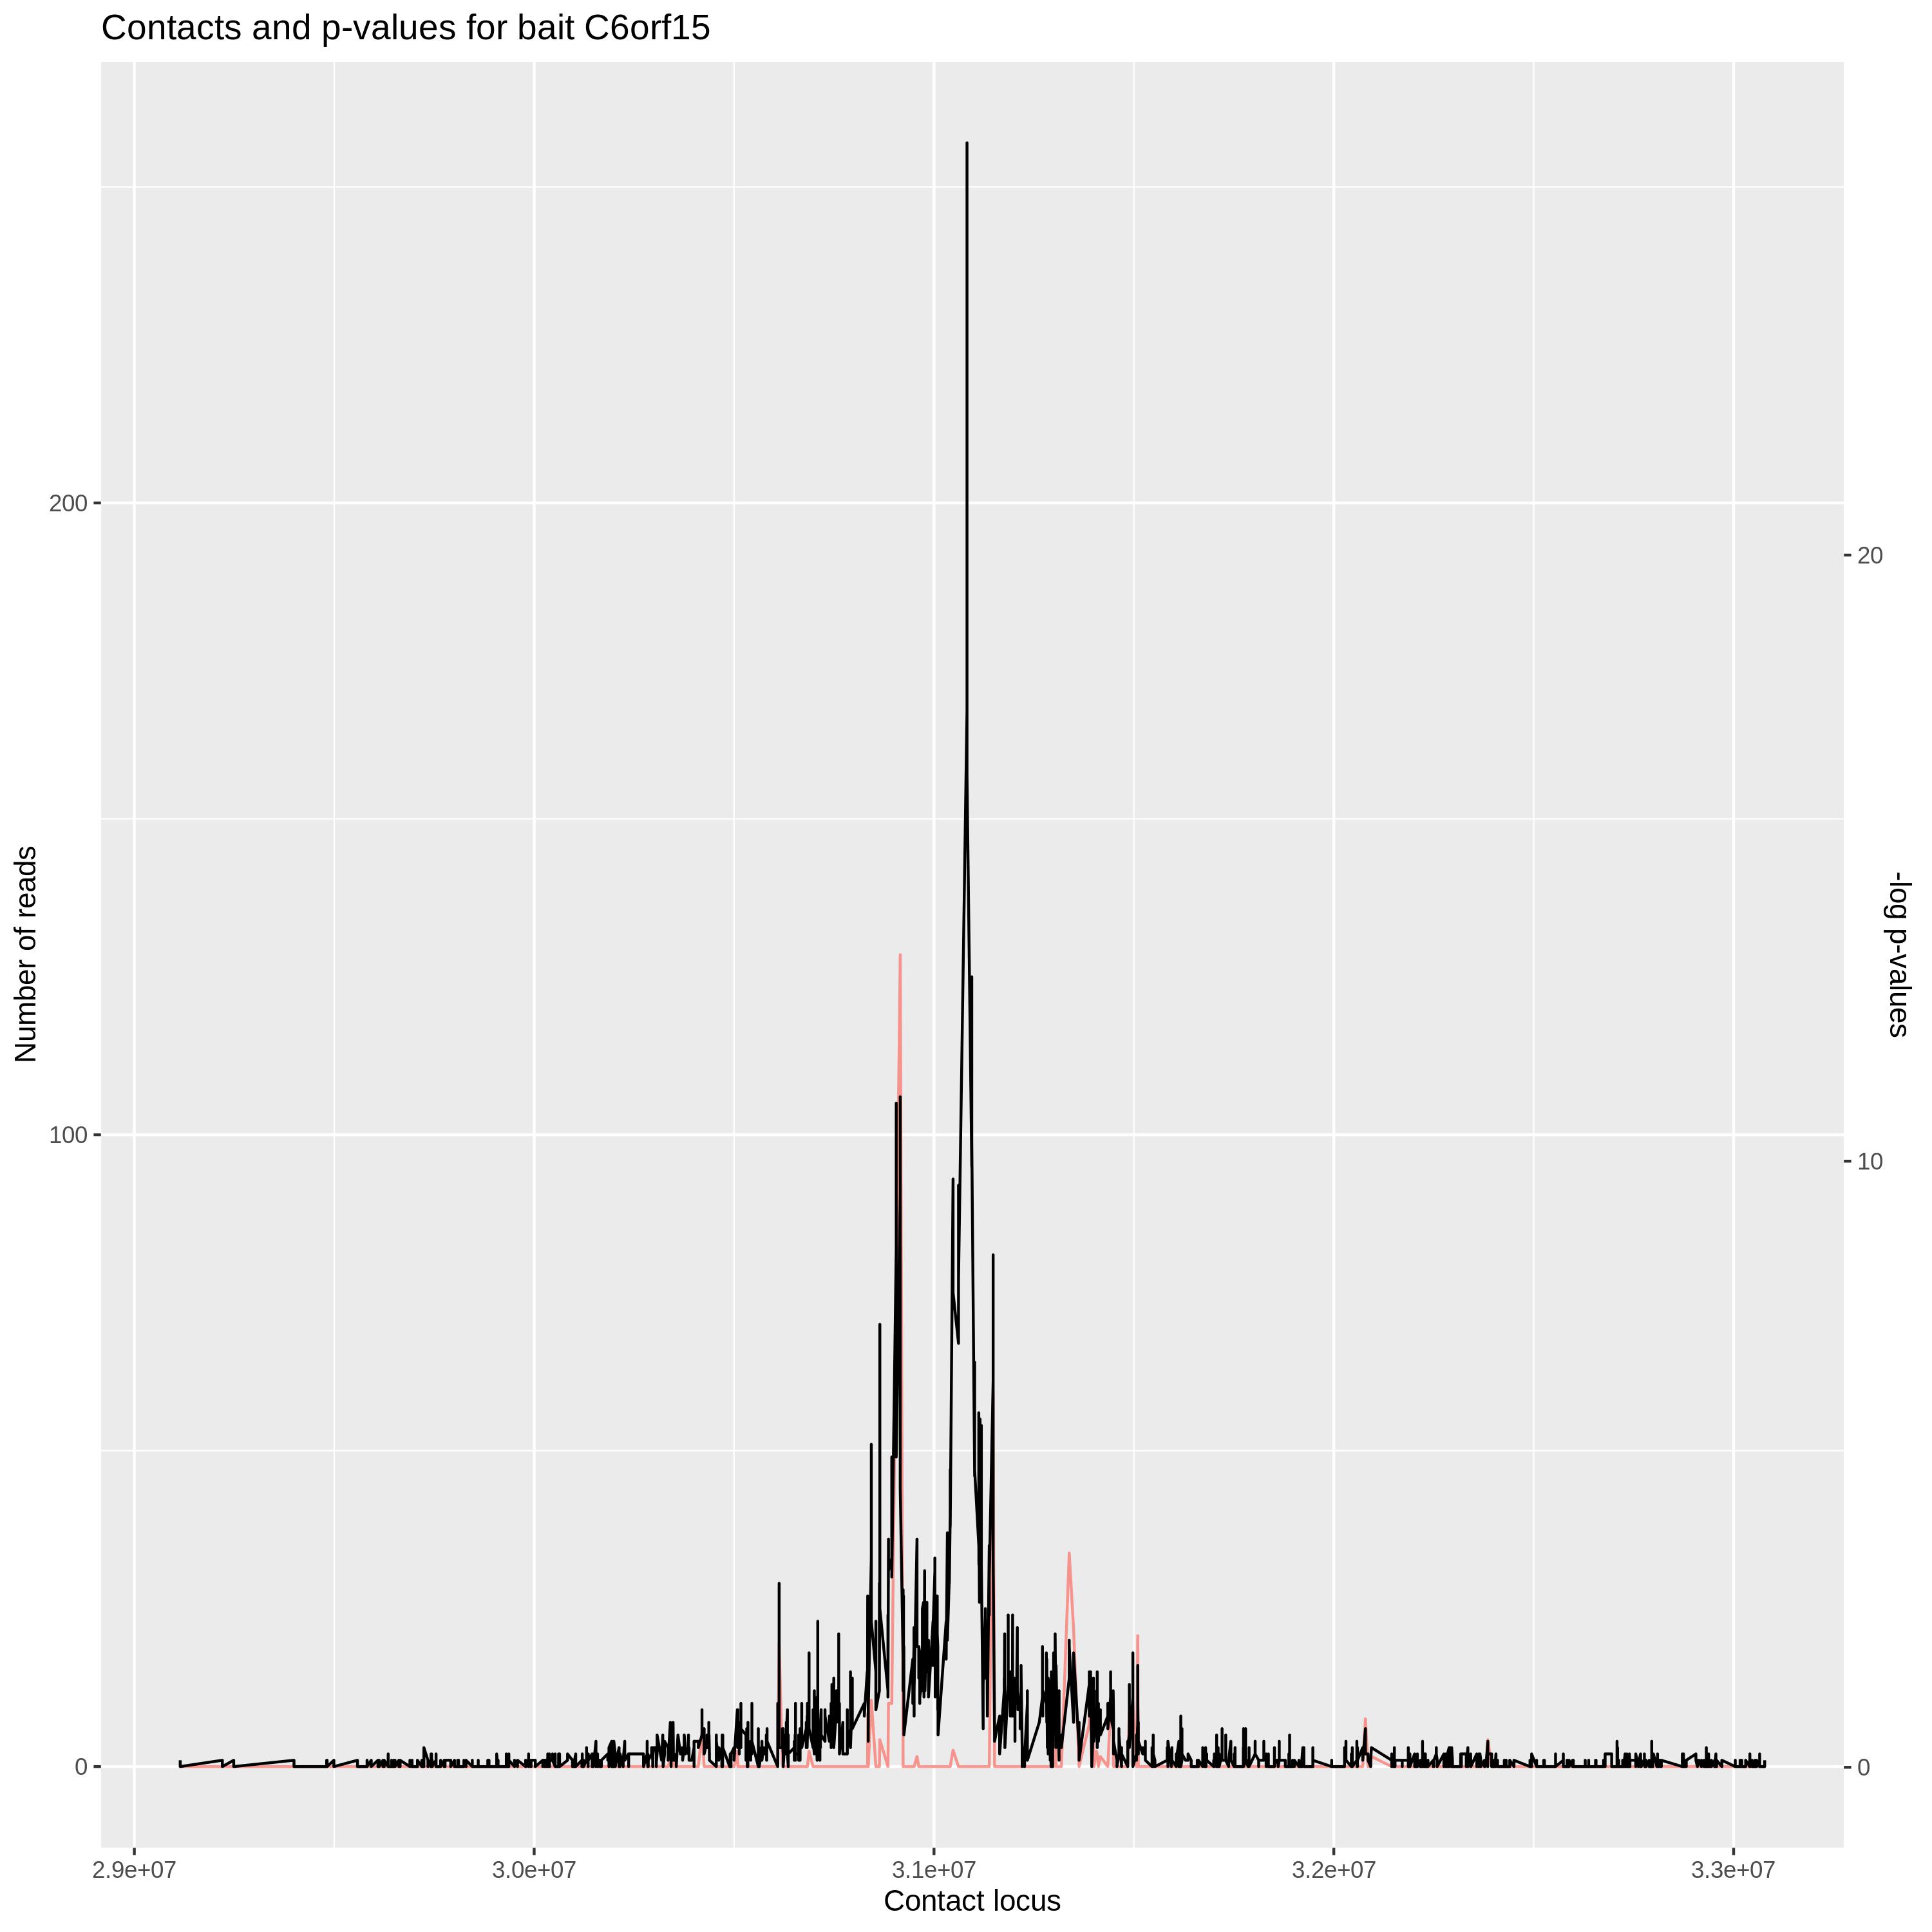 Contacts and p-values for bait C6orf15
Number of reads
200
100
0
20
10
0
-log p-values
2.9e+07
3.0e+07
3.1e+07
3.2e+07
3.3e+07
Contact locus